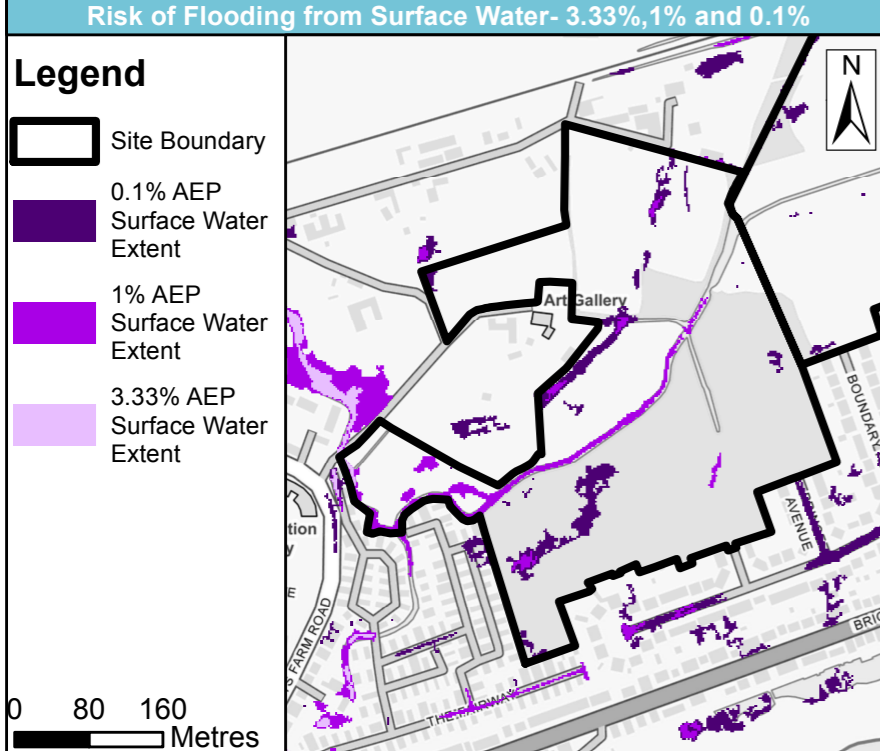 Risk of Flooding from Surface Water- 3.33%,1% and 0.1%
Legend
Site Boundary
0.1% AEP
Surface Water
Extent
1% AEP
Surface Water
Extent
3.33% AEP
Surface Water
Extent
0 80 160
Metres
N
Art Gallery
BOUNDARY
AVENUE
tion
y
E
S FARM ROAD
THE FAIRWAY
BRIG